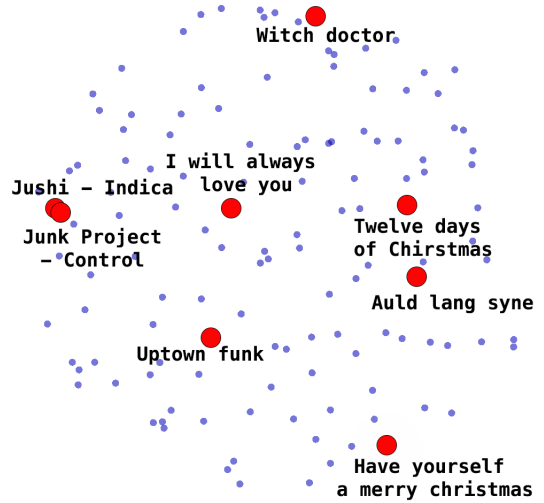 Witch doctor
I will always
love you
Jushi – Indica
Twelve days
of Chirstmas
Junk Project
– Control
Auld lang syne
Uptown funk
Have yourself
a merry christmas